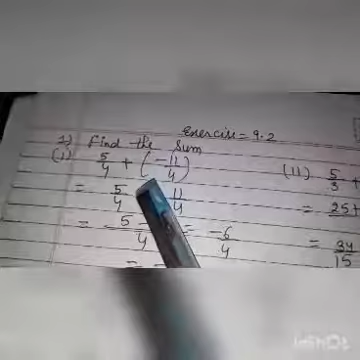 Exercise = 9.2
1) Find the Sum
(i) 5/4 + (-11/4)
(ii) 5/3 +
= 5/4 11/4
= 25+
= 5 /4 = -6/4
= 34/15
=